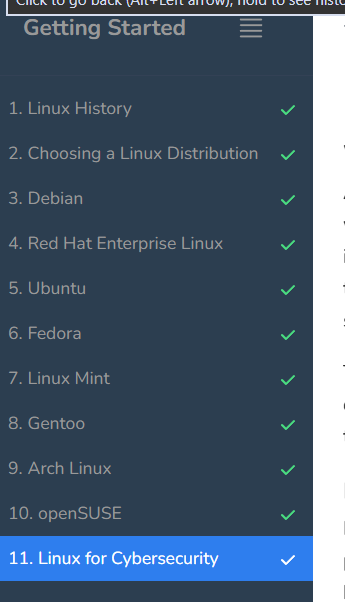 Click to go back (Alt+Left arrow), hold to see histo
Getting Started
1. Linux History
2. Choosing a Linux Distribution
3. Debian
4. Red Hat Enterprise Linux
5. Ubuntu
6. Fedora
7. Linux Mint
8. Gentoo
9. Arch Linux
10. openSUSE
11. Linux for Cybersecurity